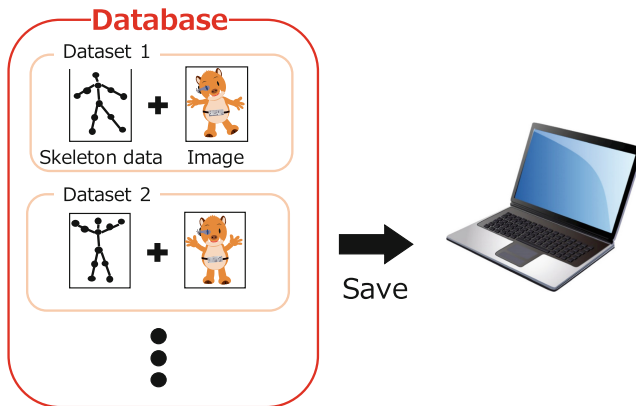 Database
Dataset 1
Skeleton data
Image
Dataset 2
Save